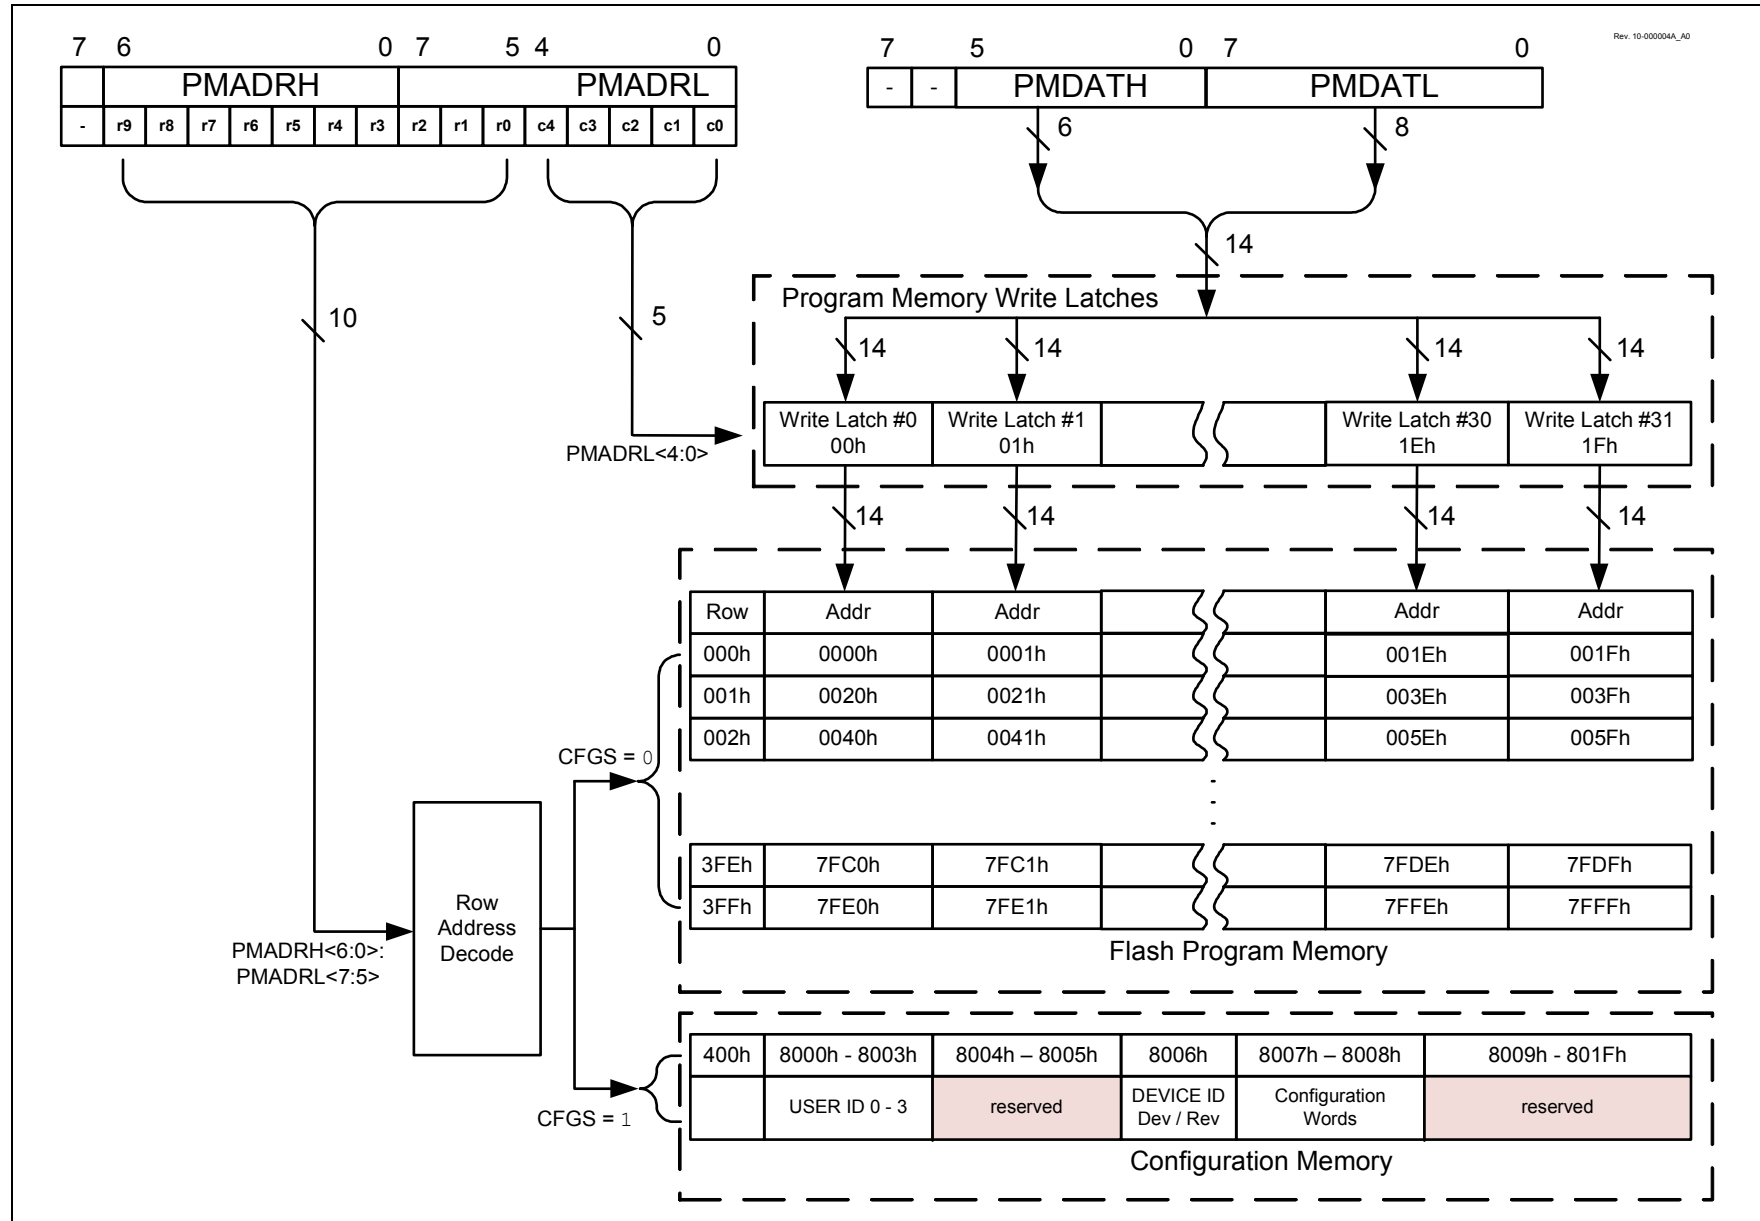 Rev. 10-000004A_A0
7 6 0 7 5 4 0
7 5 0 7 0
PMADRH PMADRL
- - PMDATH PMDATL
- r9 r8 r7 r6 r5 r4 r3 r2 r1 r0 c4 c3 c2 c1 c0
6 8
14
10 5
Program Memory Write Latches
14 14 14 14
Write Latch #0 Write Latch #1 Write Latch #30 Write Latch #31
00h 01h 1Eh 1Fh
PMADRL<4:0>
14 14 14 14
Row Addr Addr Addr Addr
000h 0000h 0001h 001Eh 001Fh
001h 0020h 0021h 003Eh 003Fh
002h 0040h 0041h 005Eh 005Fh
CFGS = 0
3FEh 7FC0h 7FC1h 7FDEh 7FDFh
3FFh 7FE0h 7FE1h 7FFEh 7FFFh
Flash Program Memory
Row
Address
Decode
PMADRH<6:0>:
PMADRL<7:5>
400h 8000h - 8003h 8004h – 8005h 8006h 8007h – 8008h 8009h - 801Fh
USER ID 0 - 3 reserved DEVICE ID Configuration reserved
Dev / Rev Words
CFGS = 1
Configuration Memory